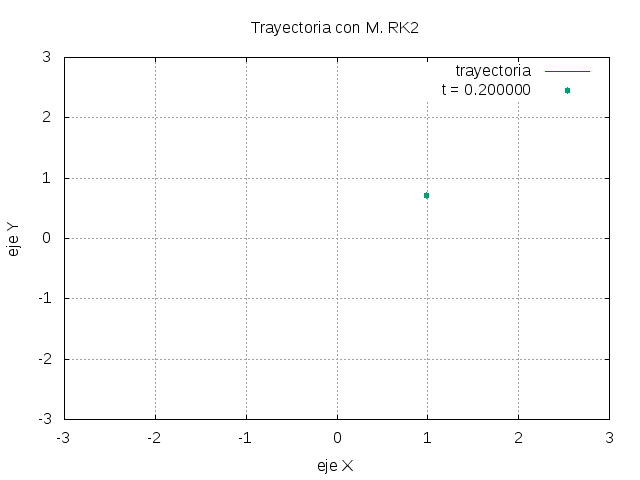 Trayectoria con M. RK2
trayectoria
t = 0.200000
3
2
1
0
-1
-2
-3
eje Y
-3 -2 -1 0 1 2 3
eje X